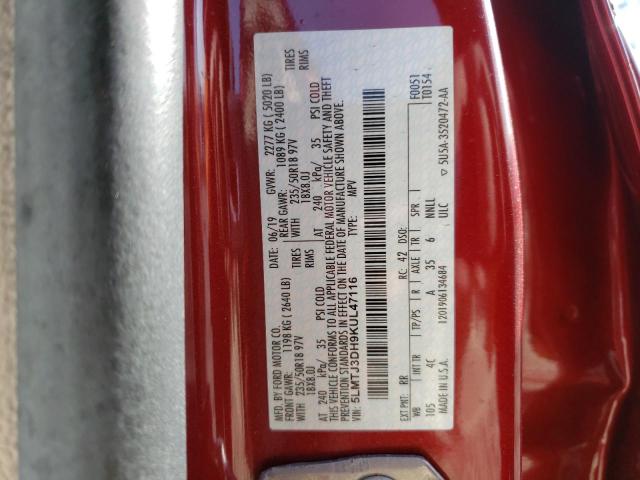 MFD. BY FORD MOTOR CO.
DATE: 06/19 GVWR: 2277 KG ( 5020 LB)
FRONT GAWR: 1198 KG ( 2640 LB) REAR GAWR: 1089 KG ( 2400 LB)
WITH 235/50R18 97V TIRES WITH 235/50R18 97V TIRES
18X8.0J RIMS 18X8.0J RIMS
AT 240 kPa/ 35 PSI COLD AT 240 kPa/ 35 PSI COLD
THIS VEHICLE CONFORMS TO ALL APPLICABLE FEDERAL MOTOR VEHICLE SAFETY AND THEFT
PREVENTION STANDARDS IN EFFECT ON THE DATE OF MANUFACTURE SHOWN ABOVE.
VIN: 5LMTJ3DH9KUL47116 TYPE: MPV
EXT PNT: RR RC: 42 DSO: F0051
WB INT TR TP/PS R AXLE TR SPR T0154
105 4C A 35 6 NNLL
MADE IN U.S.A. 1201906134684 ULC ▽ 5U5A-3520472-AA